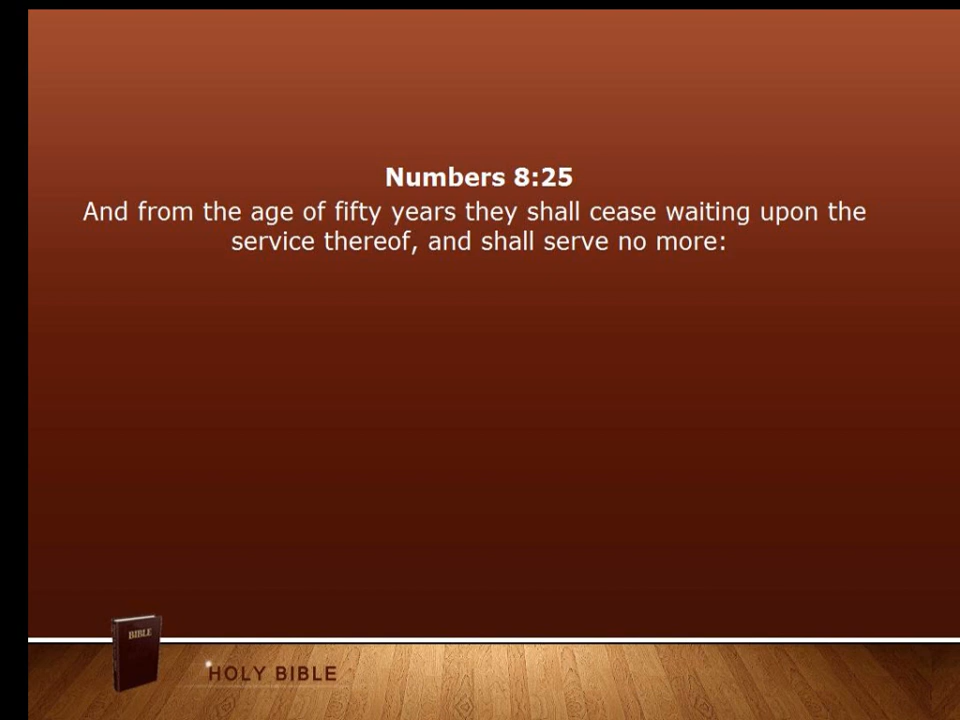 Numbers 8:25
And from the age of fifty years they shall cease waiting upon the
service thereof, and shall serve no more:
BIBLE
HOLY BIBLE